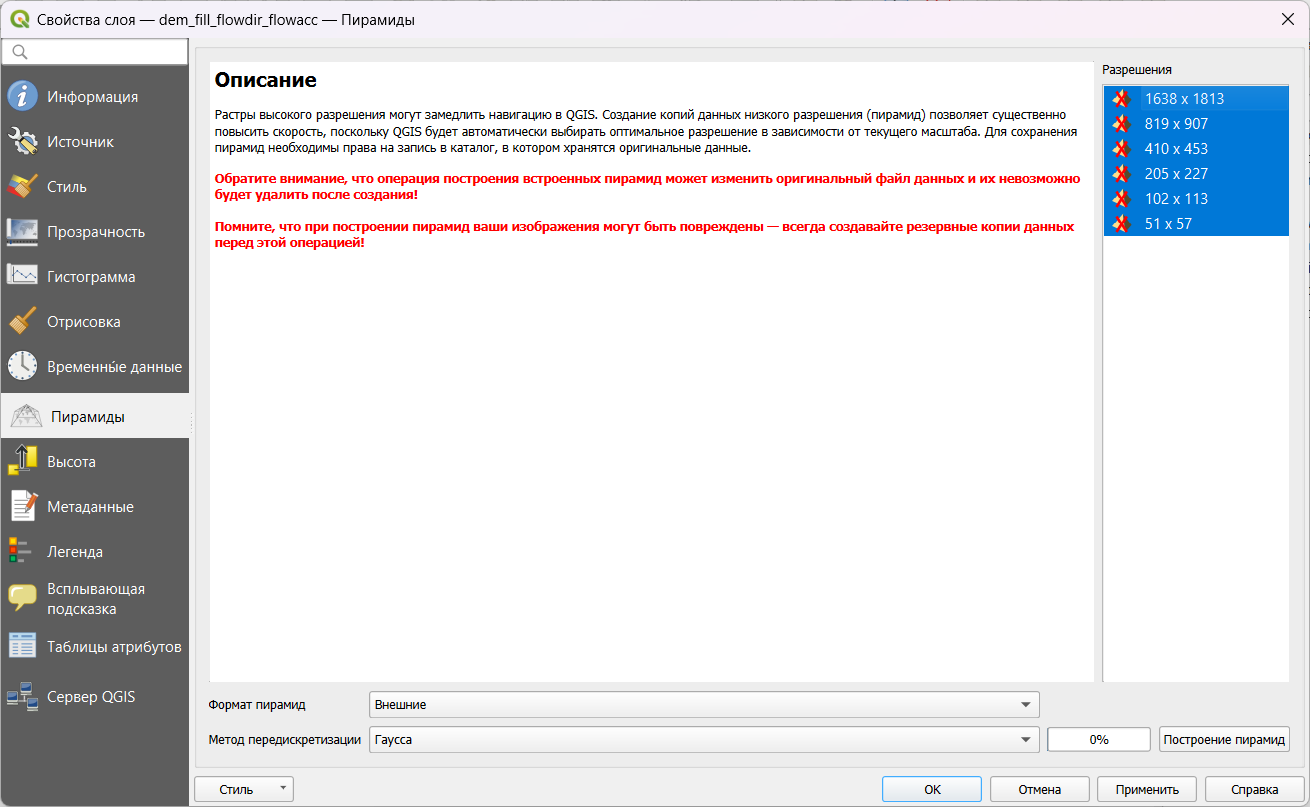 Свойства слоя — dem_fill_flowdir_flowacc — Пирамиды
Информация
Источник
Стиль
Прозрачность
Гистограмма
Отрисовка
Временны́е данные
Пирамиды
Высота
Метаданные
Легенда
Всплывающая
подсказка
Таблицы атрибутов
Сервер QGIS
Описание
Растры высокого разрешения могут замедлить навигацию в QGIS. Создание копий данных низкого разрешения (пирамид) позволяет существенно
повысить скорость, поскольку QGIS будет автоматически выбирать оптимальное разрешение в зависимости от текущего масштаба. Для сохранения
пирамид необходимы права на запись в каталог, в котором хранятся оригинальные данные.
Обратите внимание, что операция построения встроенных пирамид может изменить оригинальный файл данных и их невозможно
будет удалить после создания!
Помните, что при построении пирамид ваши изображения могут быть повреждены — всегда создавайте резервные копии данных
перед этой операцией!
Разрешения
1638 x 1813
819 x 907
410 x 453
205 x 227
102 x 113
51 x 57
Формат пирамид
Внешние
Метод передискретизации
Гаусса
0%
Построение пирамид
Стиль
OK
Отмена
Применить
Справка